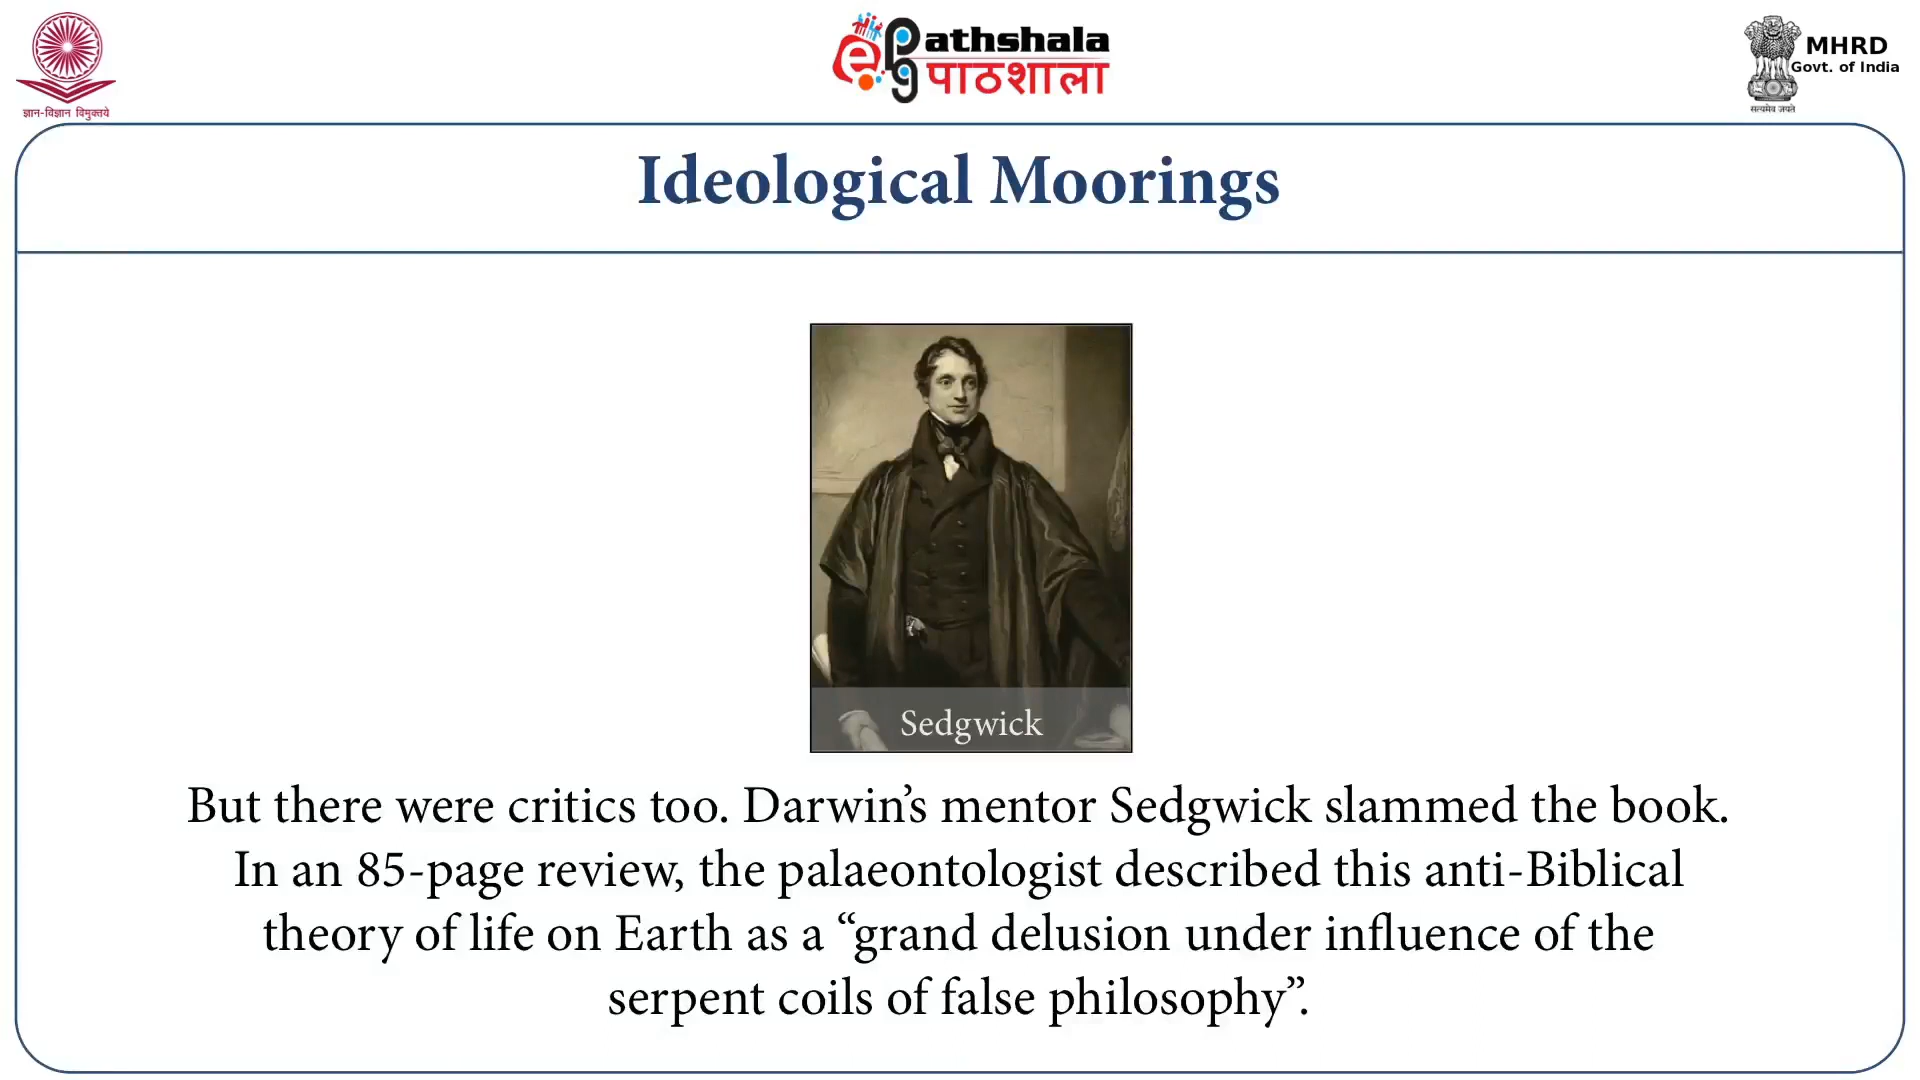 ज्ञान-विज्ञान विमुक्तये
ePg
Pathshala
पाठशाला
MHRD
Govt. of India
सत्यमेव जयते
Ideological Moorings
Sedgwick
But there were critics too. Darwin’s mentor Sedgwick slammed the book.
In an 85-page review, the palaeontologist described this anti-Biblical
theory of life on Earth as a “grand delusion under influence of the
serpent coils of false philosophy”.